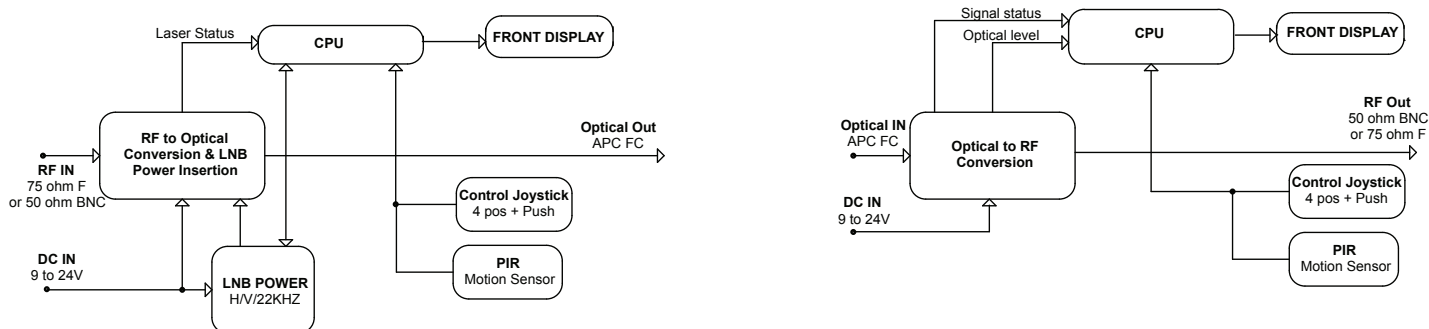 Laser Status
CPU
FRONT DISPLAY
RF to Optical
Conversion & LNB
Power Insertion
Optical Out
APC FC
RF IN
75 ohm F
or 50 ohm BNC
Control Joystick
4 pos + Push
DC IN
9 to 24V
LNB POWER
H/V/22KHZ
PIR
Motion Sensor
Signal status
Optical level
CPU
FRONT DISPLAY
RF Out
50 ohm BNC
or 75 ohm F
Optical IN
APC FC
Optical to RF
Conversion
Control Joystick
4 pos + Push
DC IN
9 to 24V
PIR
Motion Sensor